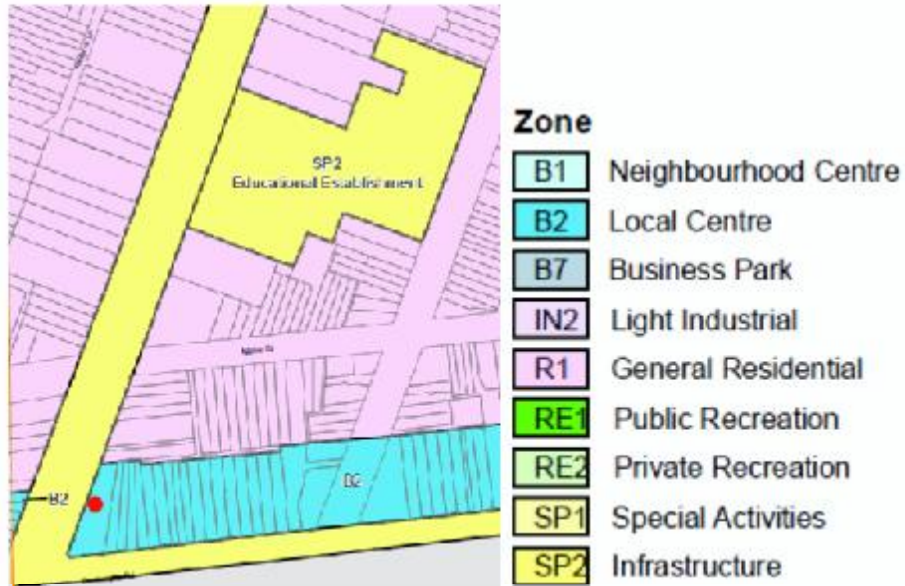 SP2
Educational Establishment
B2
B2
Zone
B1 Neighbourhood Centre
B2 Local Centre
B7 Business Park
IN2 Light Industrial
R1 General Residential
RE1 Public Recreation
RE2 Private Recreation
SP1 Special Activities
SP2 Infrastructure